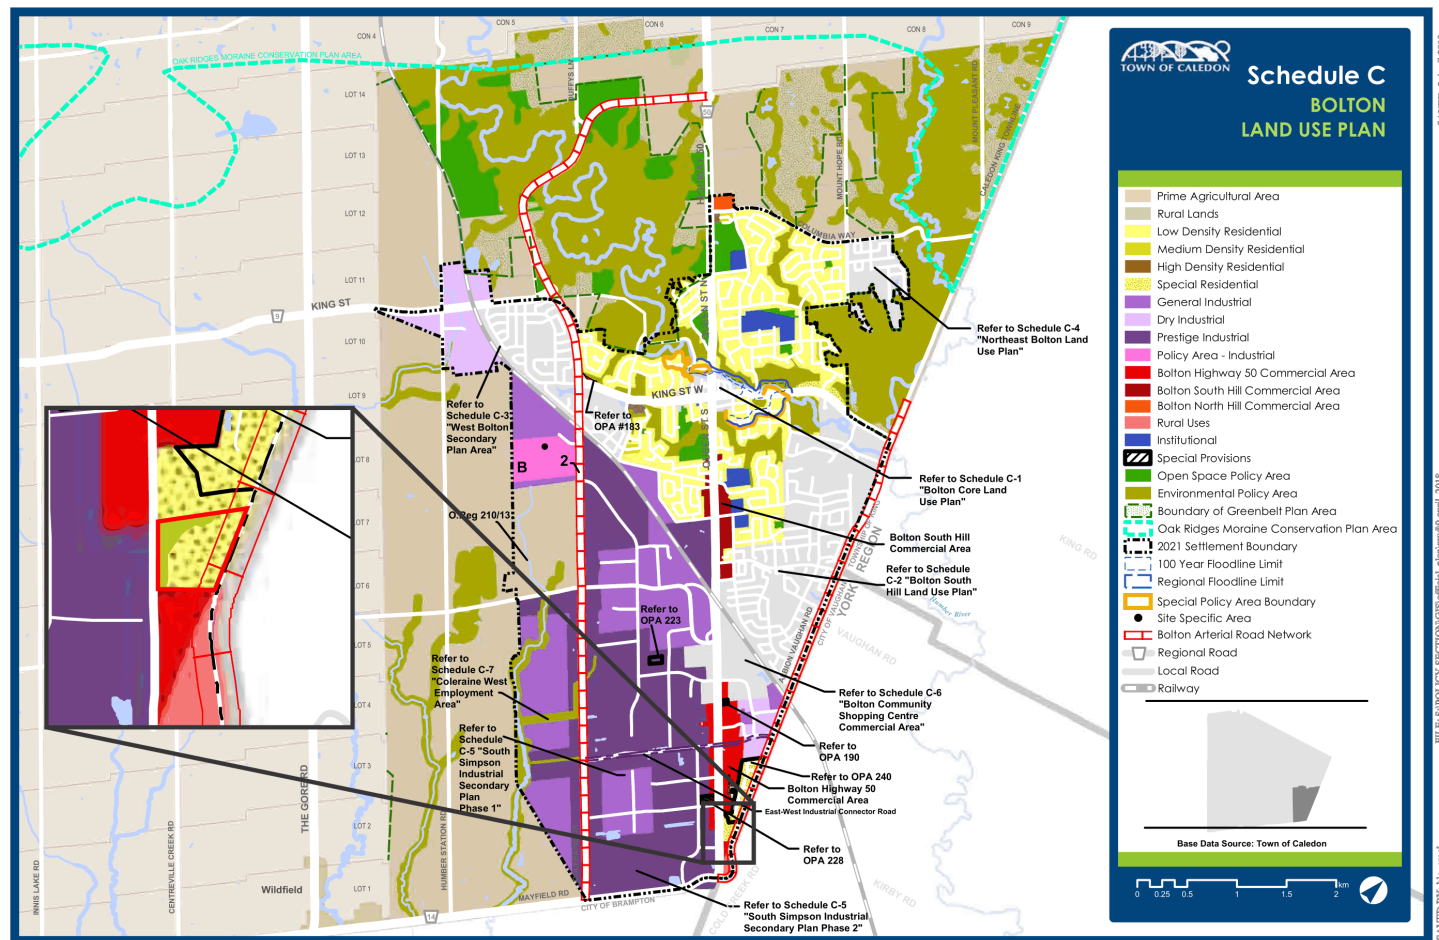 CON 4
CON 5
CON 6
CON 7
CON 8
CON 9
OAK RIDGES MORAINE CONSERVATION PLAN AREA
LOT 14
LOT 13
LOT 12
LOT 11
LOT 10
LOT 9
LOT 8
LOT 7
LOT 6
LOT 5
LOT 4
LOT 3
LOT 2
LOT 1
50
MOUNT HOPE RD
MOUNT PLEASANT RD
CALEDON KING TOWNLINE
KING ST
9
KING ST W
QUEEN ST S
Refer to Schedule C-4
"Northeast Bolton Land
Use Plan"
Refer to
Schedule C-3
"West Bolton
Secondary
Plan Area"
Refer to
OPA #183
B
2
O.Reg 210/13
Refer to Schedule C-1
"Bolton Core Land
Use Plan"
Bolton South Hill
Commercial Area
Refer to Schedule
C-2 "Bolton South
Hill Land Use Plan"
Refer to
OPA 223
Refer to
Schedule C-7
"Coleraine West
Employment
Area"
Refer to
Schedule
C-5 "South
Simpson
Industrial
Secondary
Plan
Phase 1"
Refer to Schedule C-6
"Bolton Community
Shopping Centre
Commercial Area"
Refer to
OPA 190
Refer to OPA 240
Bolton Highway 50
Commercial Area
East-West Industrial Connector Road
Refer to
OPA 228
Refer to Schedule C-5
"South Simpson Industrial
Secondary Plan Phase 2"
KING RD
Humber River
VAUGHAN RD
ALBION VAUGHAN RD
CITY OF VAUGHAN
TOWNSHIP OF KING
YORK REGION
KIRBY RD
COLD CREEK RD
CITY OF BRAMPTON
MAYFIELD RD
14
HUMBER STATION RD
THE GORE RD
CENTREVILLE CREEK RD
INNIS LAKE RD
Wildfield
TOWN OF CALEDON
Schedule C
BOLTON
LAND USE PLAN
Prime Agricultural Area
Rural Lands
Low Density Residential
Medium Density Residential
High Density Residential
Special Residential
General Industrial
Dry Industrial
Prestige Industrial
Policy Area - Industrial
Bolton Highway 50 Commercial Area
Bolton South Hill Commercial Area
Bolton North Hill Commercial Area
Rural Uses
Institutional
Special Provisions
Open Space Policy Area
Environmental Policy Area
Boundary of Greenbelt Plan Area
Oak Ridges Moraine Conservation Plan Area
2021 Settlement Boundary
100 Year Floodline Limit
Regional Floodline Limit
Special Policy Area Boundary
Site Specific Area
Bolton Arterial Road Network
Regional Road
Local Road
Railway
Base Data Source: Town of Caledon
0 0.25 0.5 1 1.5 2 km